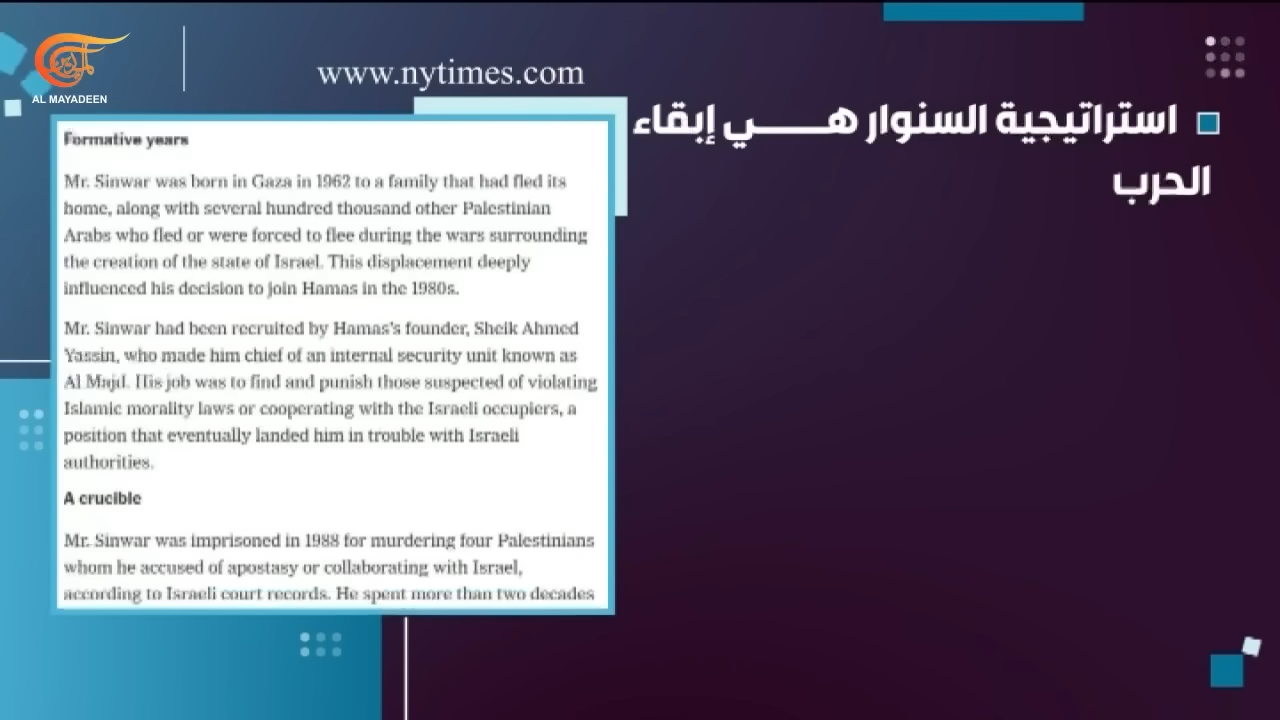 AL MAYADEEN
www.nytimes.com
استراتيجية السنوار هي إبقاء
الحرب
Formative years
Mr. Sinwar was born in Gaza in 1962 to a family that had fled its
home, along with several hundred thousand other Palestinian
Arabs who fled or were forced to flee during the wars surrounding
the creation of the state of Israel. This displacement deeply
influenced his decision to join Hamas in the 1980s.
Mr. Sinwar had been recruited by Hamas's founder, Sheik Ahmed
Yassin, who made him chief of an internal security unit known as
Al Majd. His job was to find and punish those suspected of violating
Islamic morality laws or cooperating with the Israeli occupiers, a
position that eventually landed him in trouble with Israeli
authorities.
A crucible
Mr. Sinwar was imprisoned in 1988 for murdering four Palestinians
whom he accused of apostasy or collaborating with Israel,
according to Israeli court records. He spent more than two decades